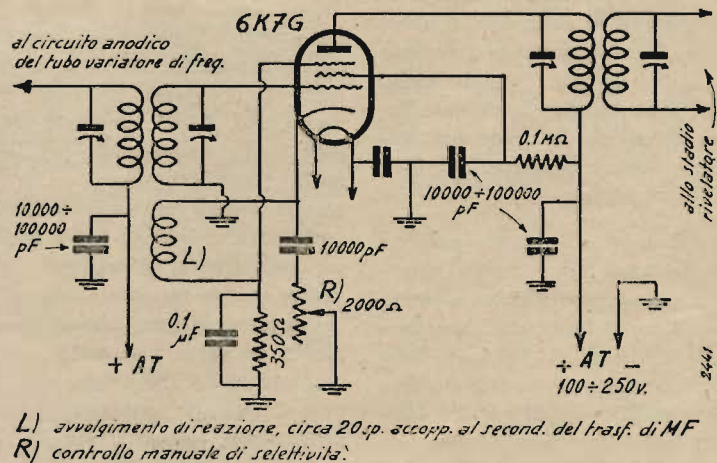 6K7G
al circuito anodico
del tubo variatore di freq.
0.1 MΩ
allo stadio
rivelatore
10000÷
100000
pF
10000÷100000
pF
L)
10000pF
R)
2000Ω
0.1
µF
350Ω
+ AT
÷ AT -
100÷250v.
2441
L) avvolgimento di reazione, circa 20 sp. accopp. al second. del trasf. di MF
R) controllo manuale di selettività.